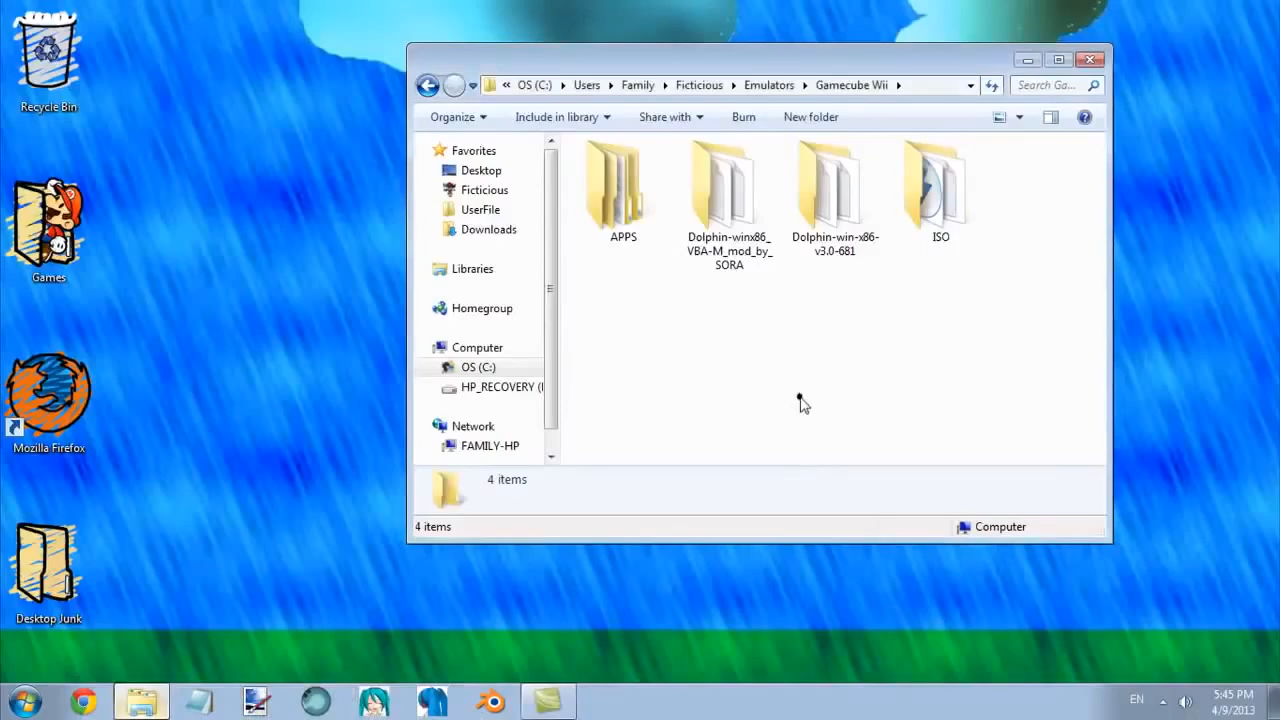 Recycle Bin
Games
Mozilla Firefox
Desktop Junk
« OS (C:) Users Family Ficticious Emulators Gamecube Wii
Search Ga...
Organize Include in library Share with Burn New folder
Favorites
Desktop
Ficticious
UserFile
Downloads
Libraries
Homegroup
Computer
OS (C:)
HP_RECOVERY (
Network
FAMILY-HP
APPS
Dolphin-winx86_
VBA-M_mod_by_
SORA
Dolphin-win-x86-
v3.0-681
ISO
4 items
4 items
Computer
EN
5:45 PM
4/9/2013